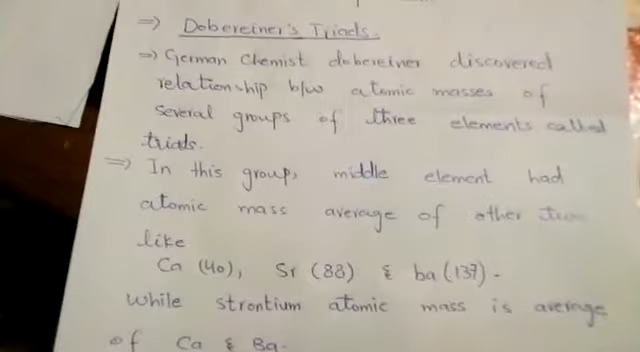 ⇒ Dobereiner's Triads.
⇒ German chemist dobereiner discovered
relationship b/w atomic masses of
several groups of three elements called
triads.
⇒ In this group, middle element had
atomic mass average of other
like
Ca (40), Sr (88) & ba (137) -
while strontium atomic mass is average
of Ca & Ba.